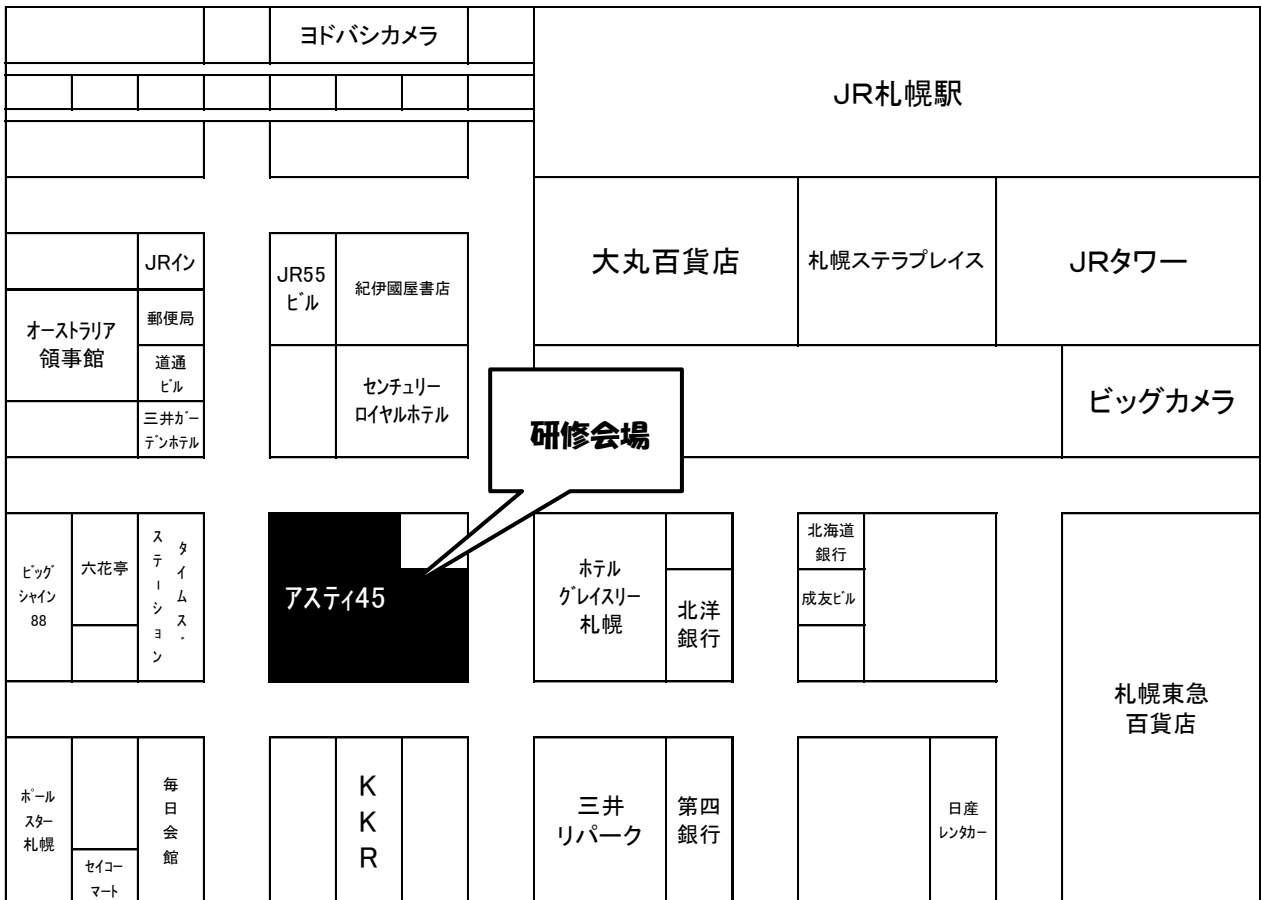 ヨドバシカメラ
JR札幌駅
大丸百貨店
札幌ステラプレイス
JRタワー
JRイン
JR55
ビル
紀伊國屋書店
郵便局
オーストラリア
領事館
道通
ビル
センチュリー
ロイヤルホテル
ビッグカメラ
三井ガー
デンホテル
研修会場
ビッグ
シャイン
88
六花亭
タイムズ
ステーション
アスティ45
ホテル
グレイスリー
札幌
北洋
銀行
北海道
銀行
成友ビル
札幌東急
百貨店
ポール
スター
札幌
セイコー
マート
毎日会館
KKR
三井
リパーク
第四
銀行
日産
レンタカー